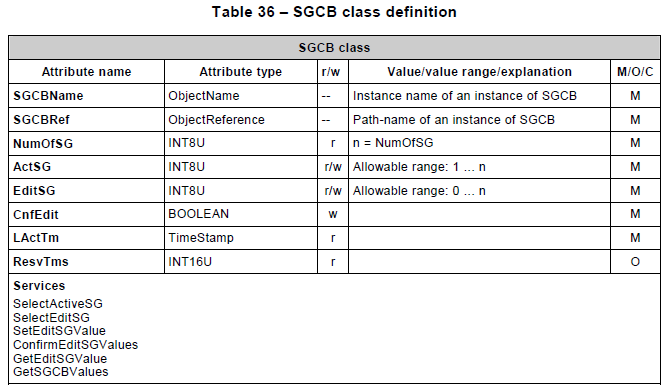 Table 36 – SGCB class definition
SGCB class
Attribute name Attribute type r/w Value/value range/explanation M/O/C
SGCBName ObjectName -- Instance name of an instance of SGCB M
SGCBRef ObjectReference -- Path-name of an instance of SGCB M
NumOfSG INT8U r n = NumOfSG M
ActSG INT8U r/w Allowable range: 1 ... n M
EditSG INT8U r/w Allowable range: 0 ... n M
CnfEdit BOOLEAN w M
LActTm TimeStamp r M
ResvTms INT16U r O
Services
SelectActiveSG
SelectEditSG
SetEditSGValue
ConfirmEditSGValues
GetEditSGValue
GetSGCBValues